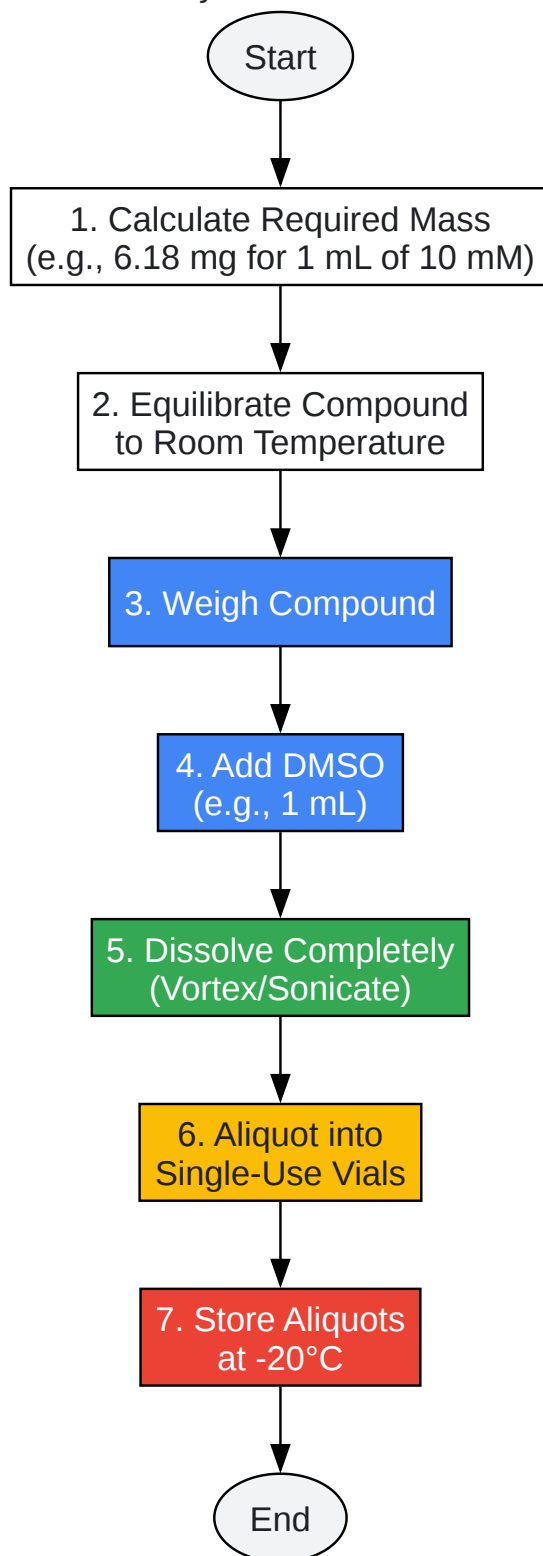 Start
1. Calculate Required Mass
(e.g., 6.18 mg for 1 mL of 10 mM)
2. Equilibrate Compound
to Room Temperature
3. Weigh Compound
4. Add DMSO
(e.g., 1 mL)
5. Dissolve Completely
(Vortex/Sonicate)
6. Aliquot into
Single-Use Vials
7. Store Aliquots
at -20°C
End